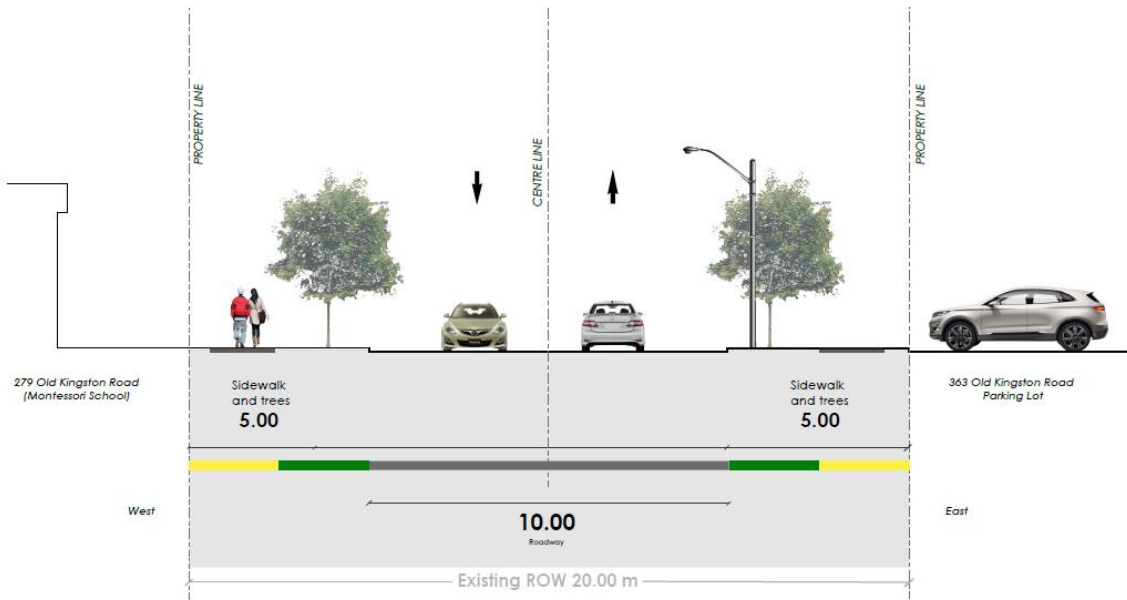 PROPERTY LINE
CENTRE LINE
PROPERTY LINE
279 Old Kingston Road
(Montessori School)
Sidewalk
and trees
5.00
Sidewalk
and trees
5.00
363 Old Kingston Road
Parking Lot
West
10.00
Roadway
East
Existing ROW 20.00 m